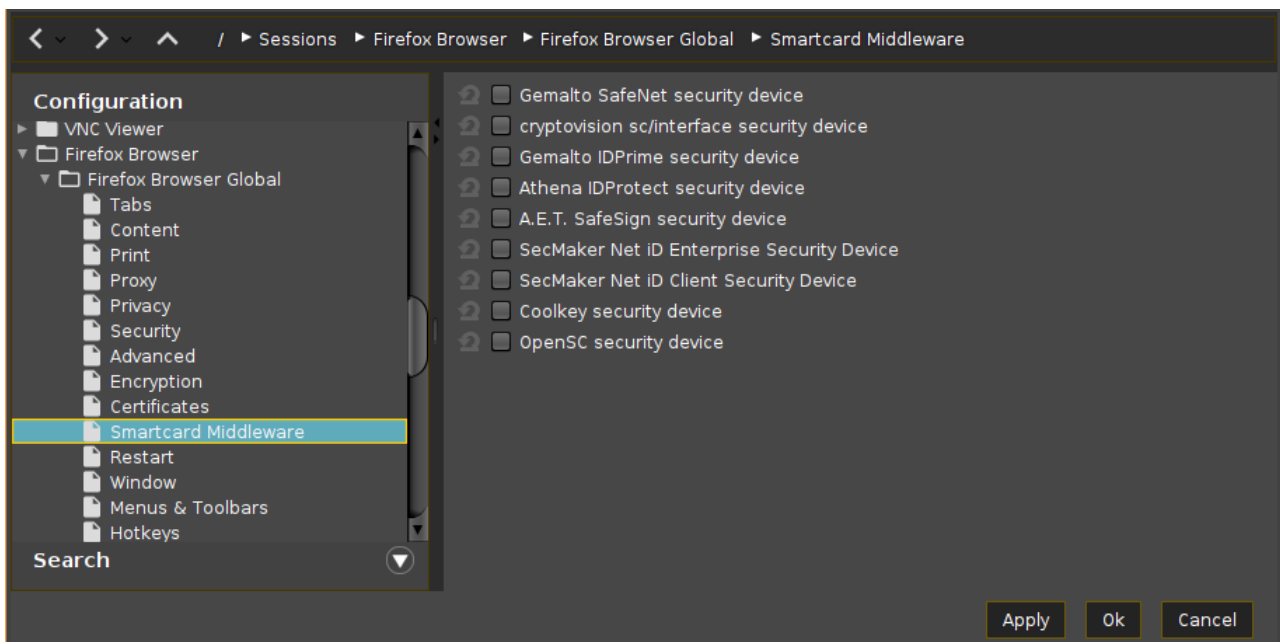 / Sessions Firefox Browser Firefox Browser Global Smartcard Middleware
Configuration
VNC Viewer
Firefox Browser
Firefox Browser Global
Tabs
Content
Print
Proxy
Privacy
Security
Advanced
Encryption
Certificates
Smartcard Middleware
Restart
Window
Menus & Toolbars
Hotkeys
Search
Gemalto SafeNet security device
cryptovision sc/interface security device
Gemalto IDPrime security device
Athena IDProtect security device
A.E.T. SafeSign security device
SecMaker Net iD Enterprise Security Device
SecMaker Net iD Client Security Device
Coolkey security device
OpenSC security device
Apply Ok Cancel